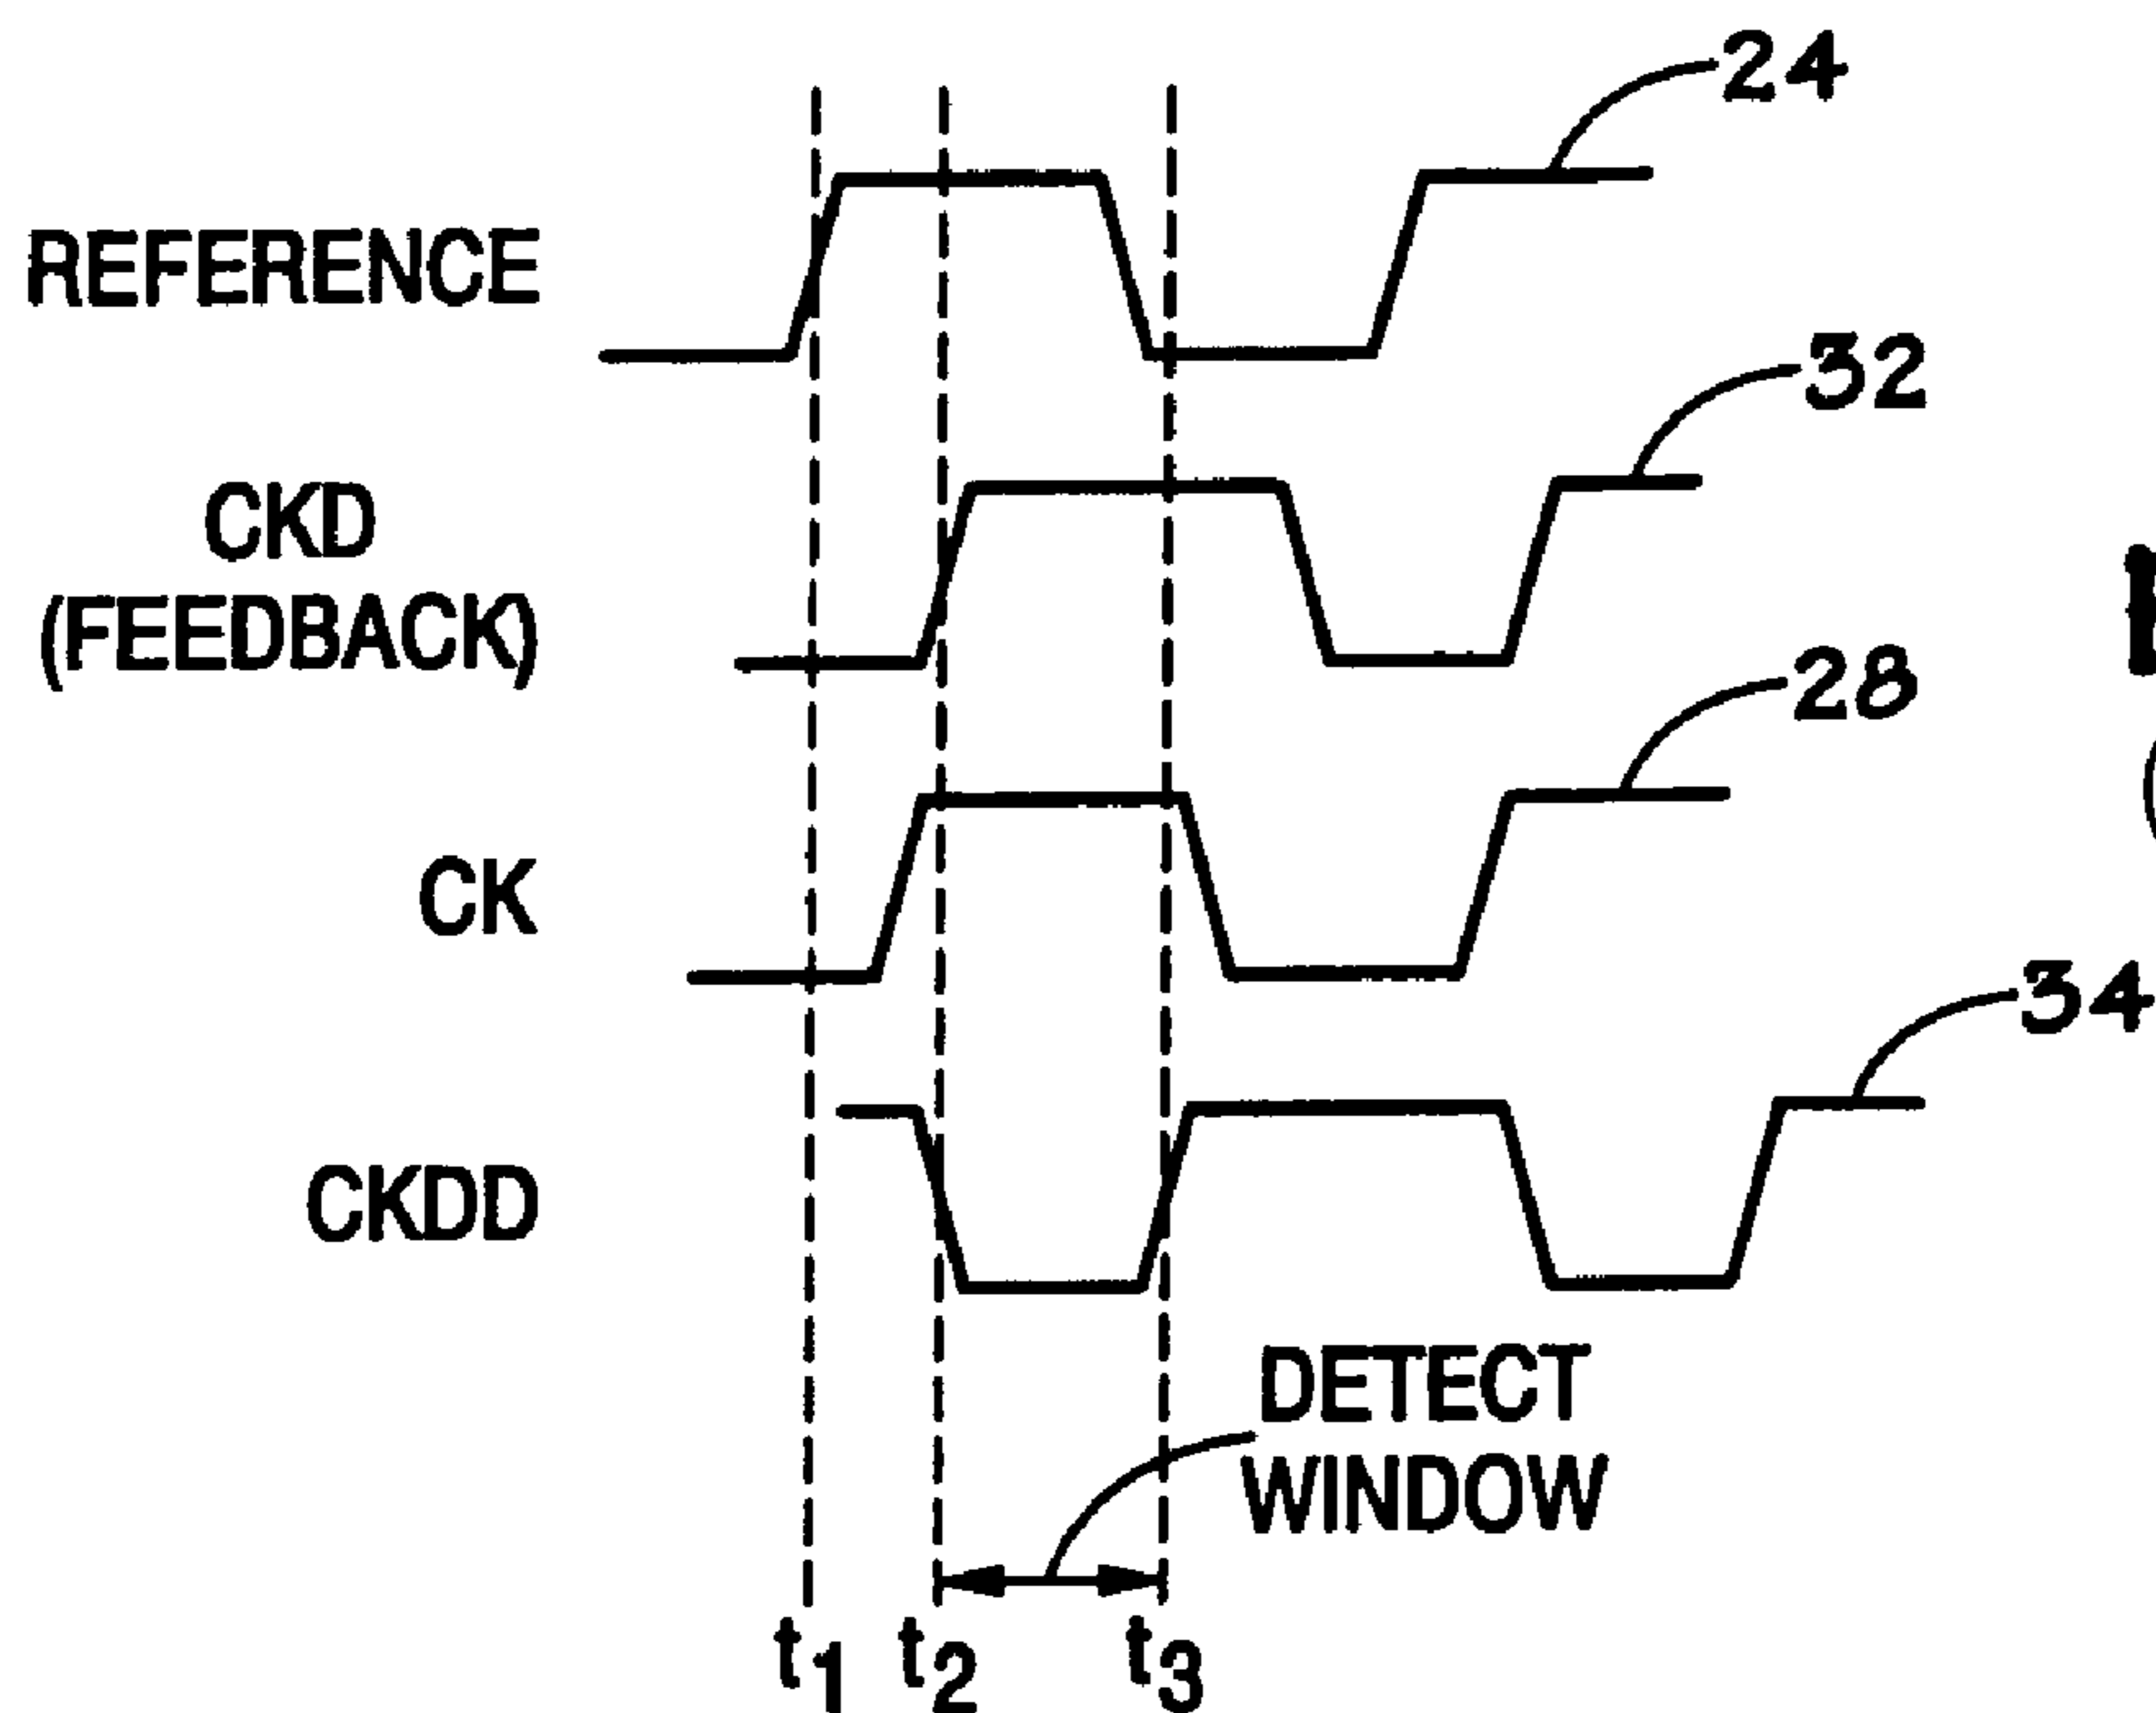 24
REFERENCE
32
CKD
(FEEDBACK)
28
CK
34
CKDD
DETECT
WINDOW
t1 t2 t3